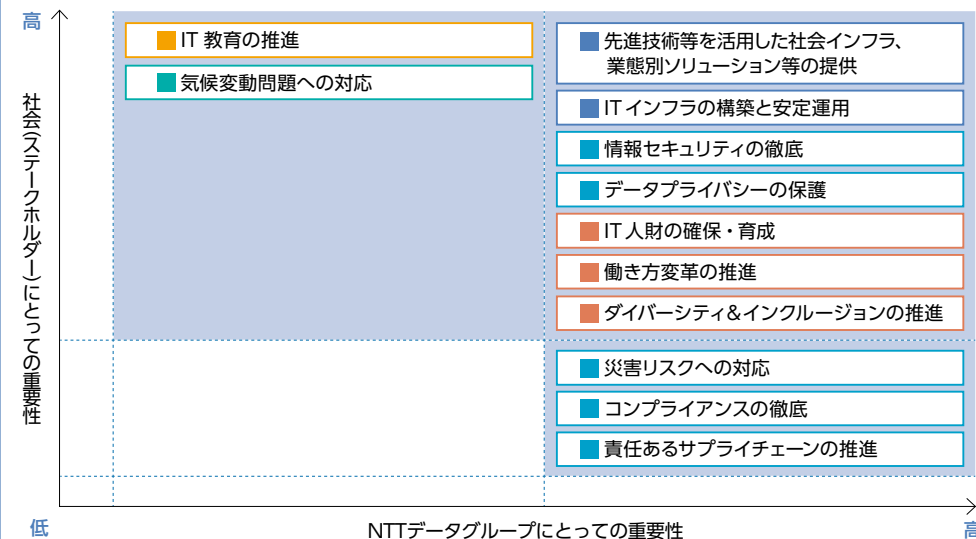 高
社会(ステークホルダー)にとっての重要性
IT 教育の推進
気候変動問題への対応
先進技術等を活用した社会インフラ、
業態別ソリューション等の提供
IT インフラの構築と安定運用
情報セキュリティの徹底
データプライバシーの保護
IT 人財の確保・育成
働き方変革の推進
ダイバーシティ&インクルージョンの推進
災害リスクへの対応
コンプライアンスの徹底
責任あるサプライチェーンの推進
低
NTTデータグループにとっての重要性
高